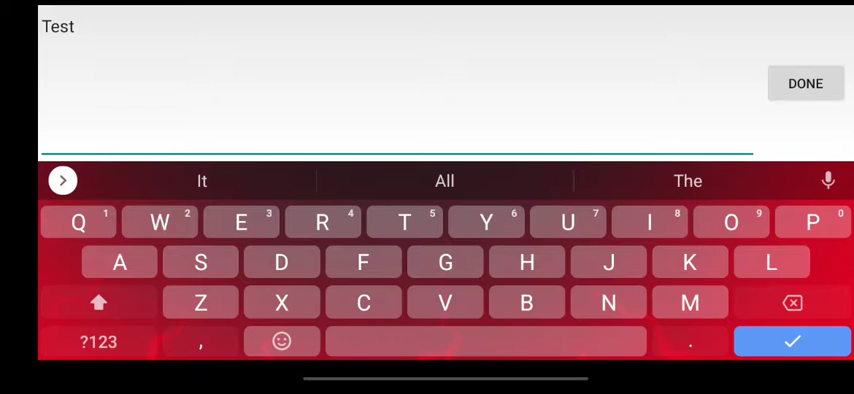 Test
DONE
It All The
Q 1 W 2 E 3 R 4 T 5 Y 6 U 7 I 8 O 9 P 0
A S D F G H J K L
Z X C V B N M
?123 , .